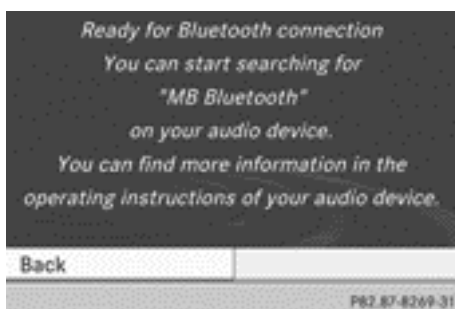 Ready for Bluetooth connection
You can start searching for
"MB Bluetooth"
on your audio device.
You can find more information in the
operating instructions of your audio device.
Back
P82.87-8269-31